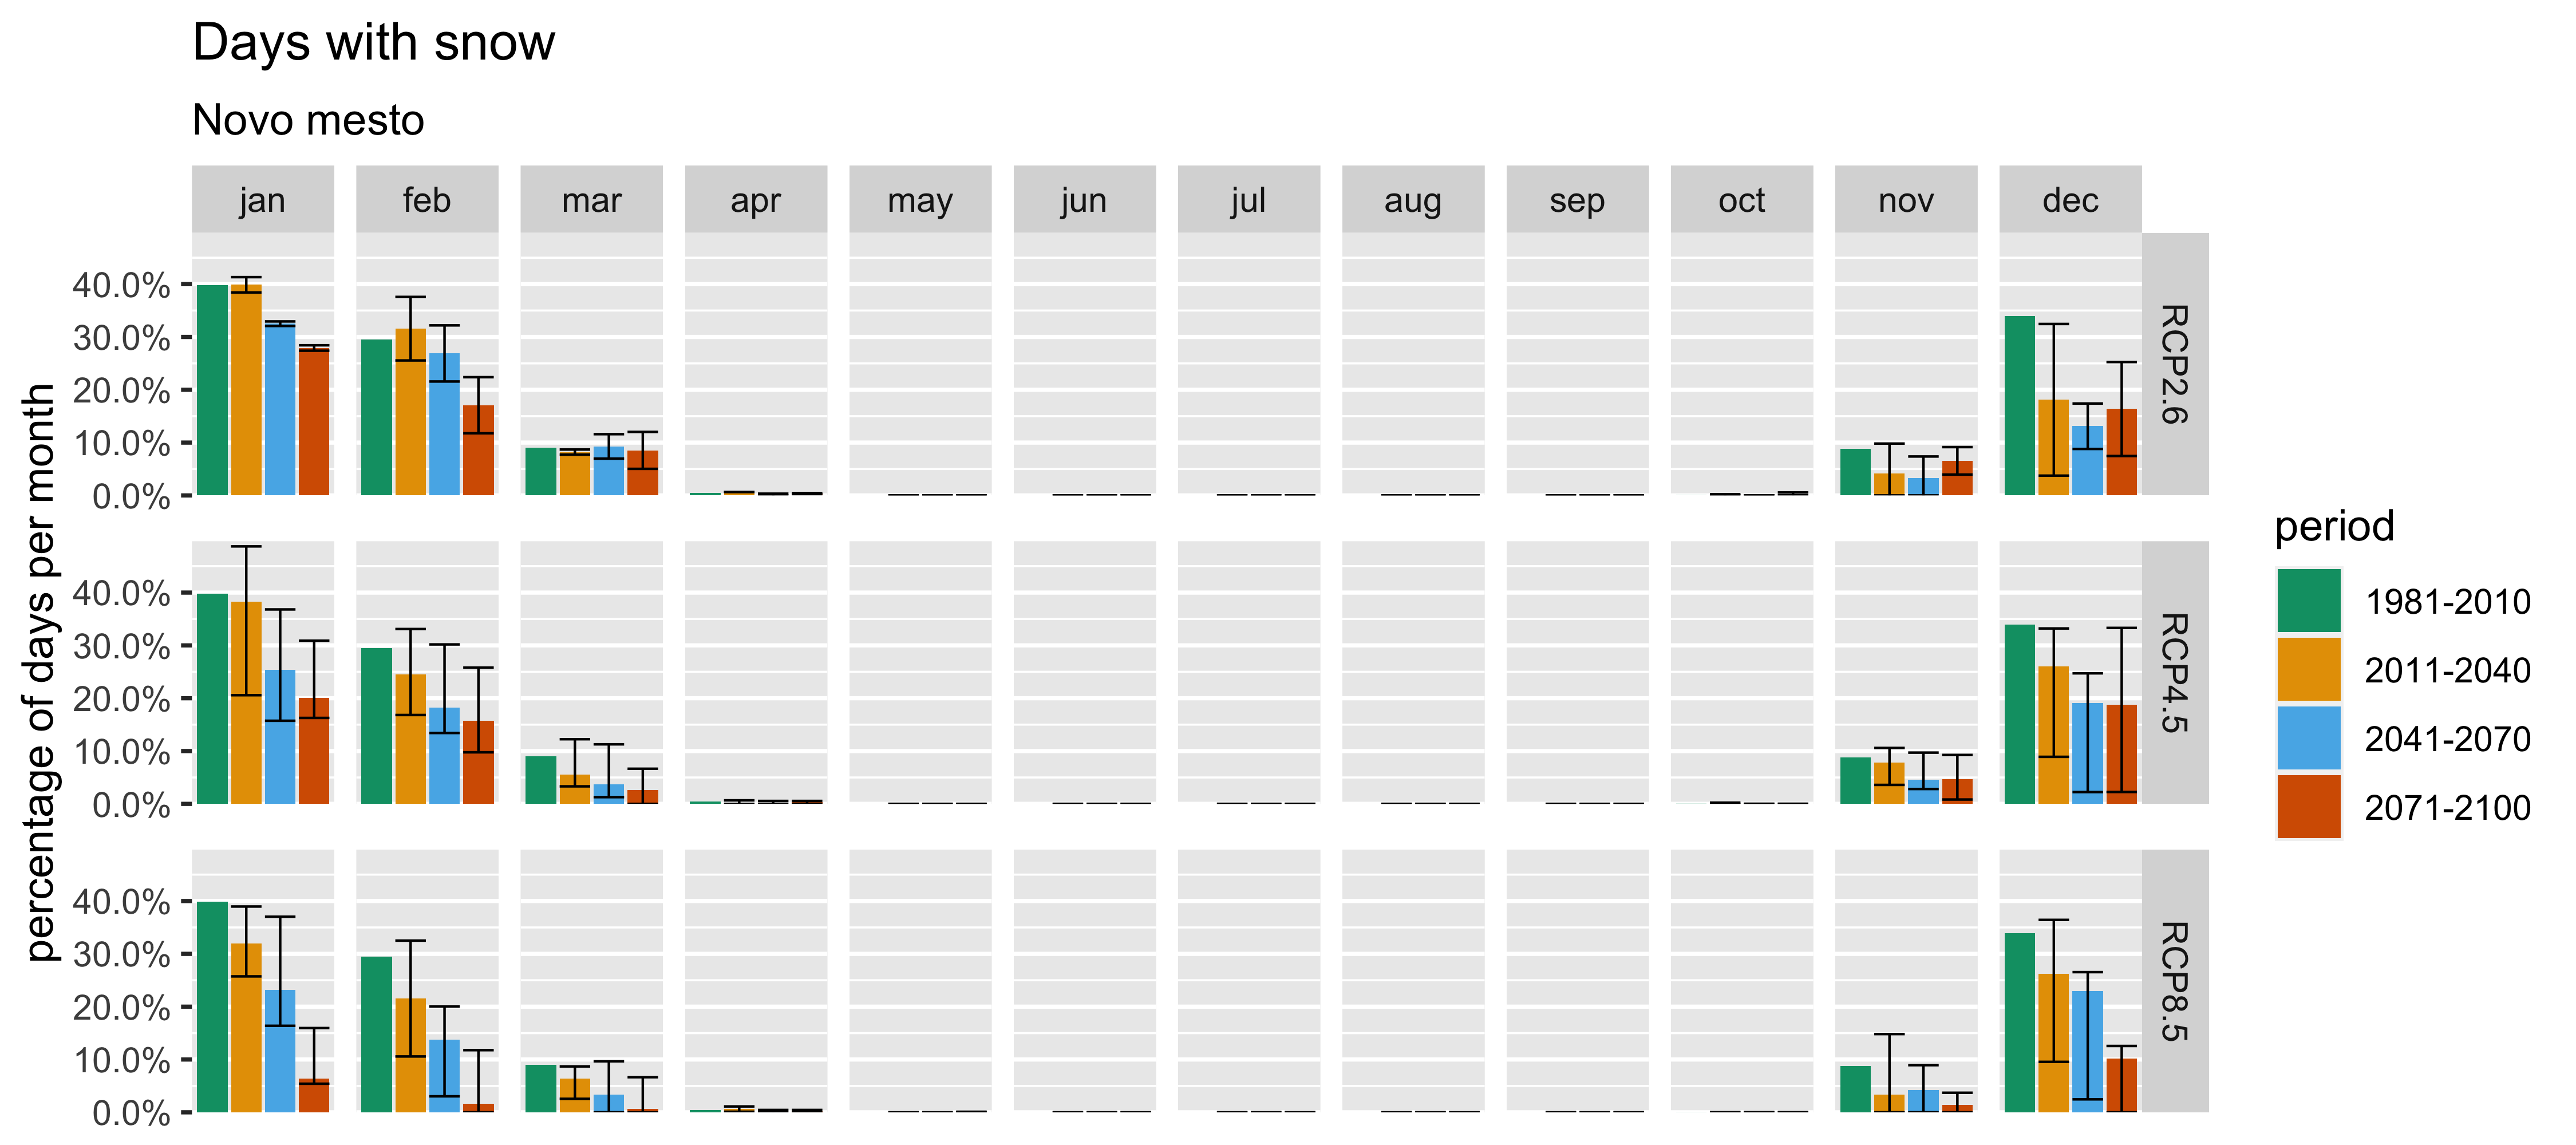 Days with snow
Novo mesto
jan feb mar apr may jun jul aug sep oct nov dec
percentage of days per month
40.0%
30.0%
20.0%
10.0%
0.0%
RCP2.6
40.0%
30.0%
20.0%
10.0%
0.0%
RCP4.5
40.0%
30.0%
20.0%
10.0%
0.0%
RCP8.5
period
1981-2010
2011-2040
2041-2070
2071-2100